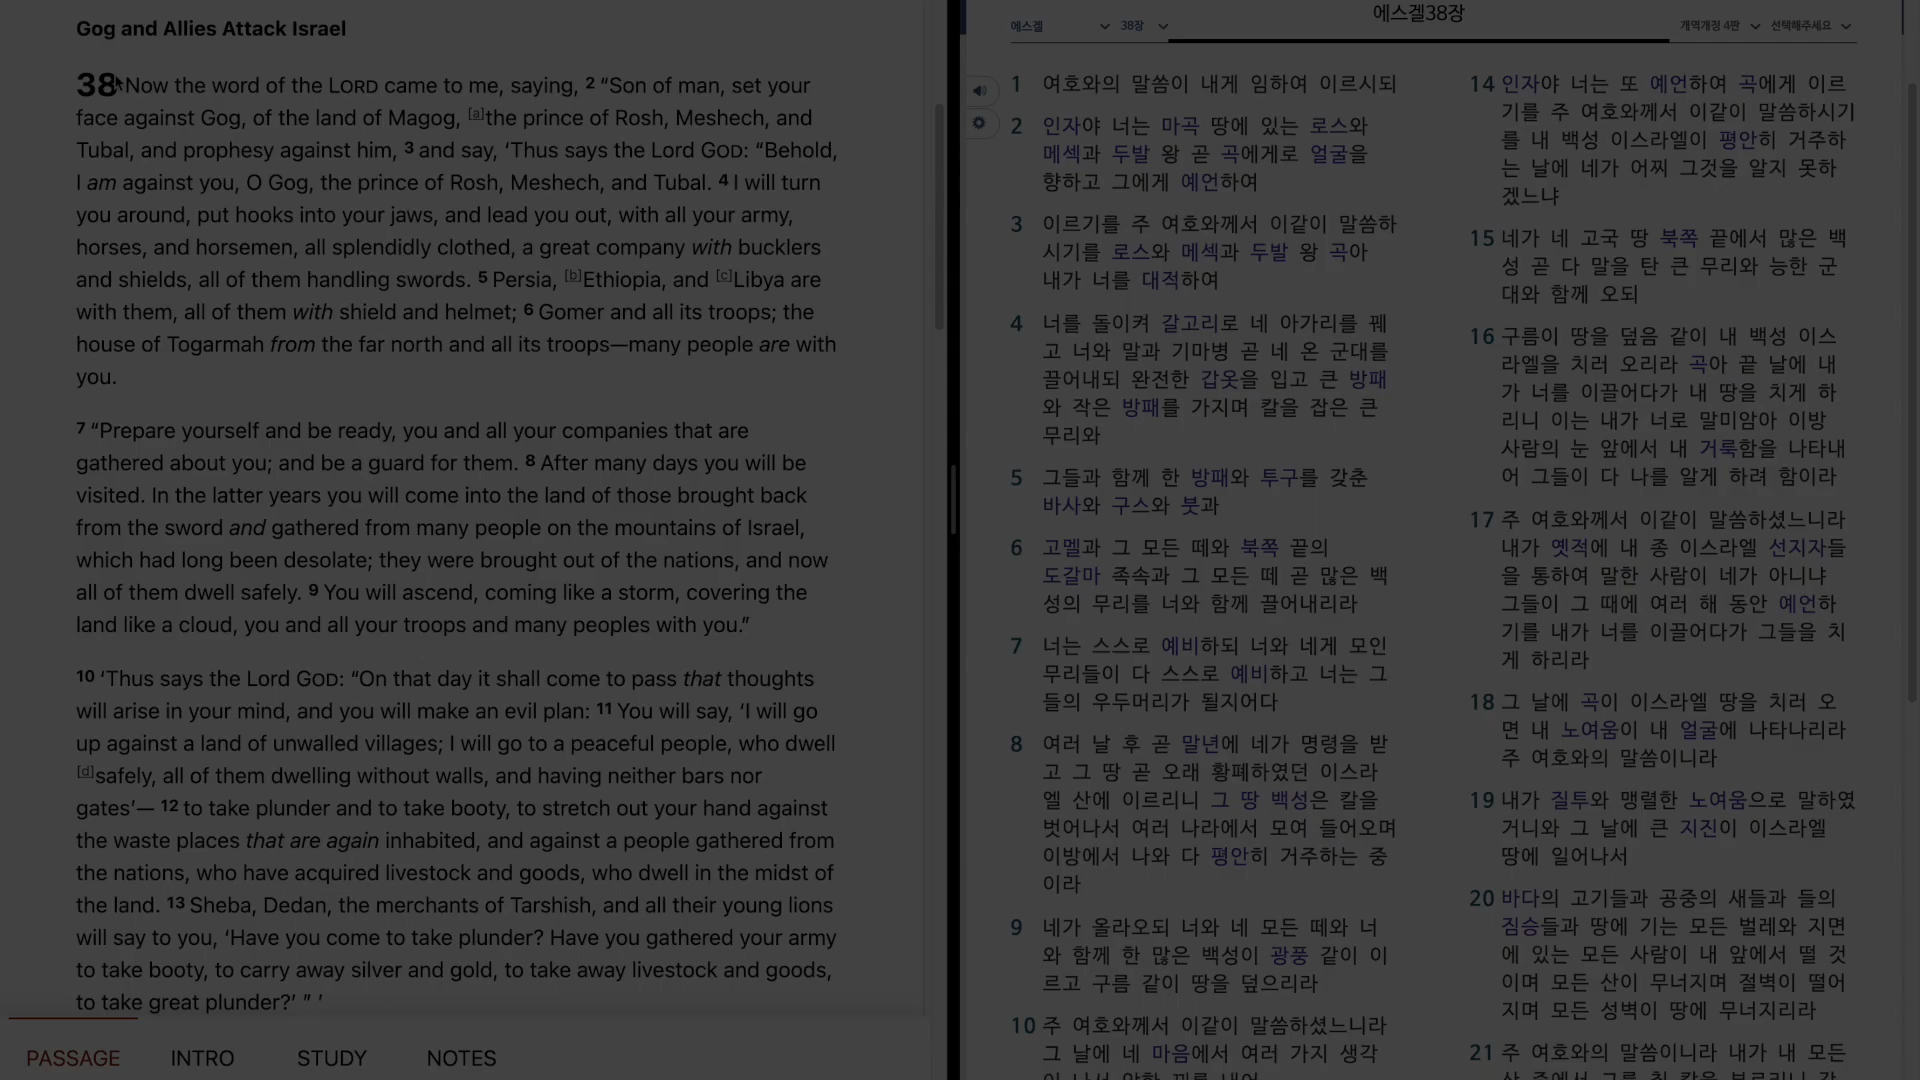 Gog and Allies Attack Israel
38 Now the word of the LORD came to me, saying, 2 “Son of man, set your
face against Gog, of the land of Magog, [a]the prince of Rosh, Meshech, and
Tubal, and prophesy against him, 3 and say, ‘Thus says the Lord GOD: “Behold,
I am against you, O Gog, the prince of Rosh, Meshech, and Tubal. 4 I will turn
you around, put hooks into your jaws, and lead you out, with all your army,
horses, and horsemen, all splendidly clothed, a great company with bucklers
and shields, all of them handling swords. 5 Persia, [b]Ethiopia, and [c]Libya are
with them, all of them with shield and helmet; 6 Gomer and all its troops; the
house of Togarmah from the far north and all its troops—many people are with
you.
7 “Prepare yourself and be ready, you and all your companies that are
gathered about you; and be a guard for them. 8 After many days you will be
visited. In the latter years you will come into the land of those brought back
from the sword and gathered from many people on the mountains of Israel,
which had long been desolate; they were brought out of the nations, and now
all of them dwell safely. 9 You will ascend, coming like a storm, covering the
land like a cloud, you and all your troops and many peoples with you.”
10 ‘Thus says the Lord GOD: “On that day it shall come to pass that thoughts
will arise in your mind, and you will make an evil plan: 11 You will say, ‘I will go
up against a land of unwalled villages; I will go to a peaceful people, who dwell
[d]safely, all of them dwelling without walls, and having neither bars nor
gates’— 12 to take plunder and to take booty, to stretch out your hand against
the waste places that are again inhabited, and against a people gathered from
the nations, who have acquired livestock and goods, who dwell in the midst of
the land. 13 Sheba, Dedan, the merchants of Tarshish, and all their young lions
will say to you, ‘Have you come to take plunder? Have you gathered your army
to take booty, to carry away silver and gold, to take away livestock and goods,
to take great plunder?’ ” ’
PASSAGE INTRO STUDY NOTES
에스겔38장
에스겔 38장 개역개정 4판 선택해주세요
1 여호와의 말씀이 내게 임하여 이르시되
2 인자야 너는 마곡 땅에 있는 로스와
메섹과 두발 왕 곧 곡에게로 얼굴을
향하고 그에게 예언하여
3 이르기를 주 여호와께서 이같이 말씀하
시기를 로스와 메섹과 두발 왕 곡아
내가 너를 대적하여
4 너를 돌이켜 갈고리로 네 아가리를 꿰
고 너와 말과 기마병 곧 네 온 군대를
끌어내되 완전한 갑옷을 입고 큰 방패
와 작은 방패를 가지며 칼을 잡은 큰
무리와
5 그들과 함께 한 방패와 투구를 갖춘
바사와 구스와 붓과
6 고멜과 그 모든 떼와 북쪽 끝의
도갈마 족속과 그 모든 떼 곧 많은 백
성의 무리를 너와 함께 끌어내리라
7 너는 스스로 예비하되 너와 네게 모인
무리들이 다 스스로 예비하고 너는 그
들의 우두머리가 될지어다
8 여러 날 후 곧 말년에 네가 명령을 받
고 그 땅 곧 오래 황폐하였던 이스라
엘 산에 이르리니 그 땅 백성은 칼을
벗어나서 여러 나라에서 모여 들어오며
이방에서 나와 다 평안히 거주하는 중
이라
9 네가 올라오되 너와 네 모든 떼와 너
와 함께 한 많은 백성이 광풍 같이 이
르고 구름 같이 땅을 덮으리라
10 주 여호와께서 이같이 말씀하셨느니라
그 날에 네 마음에서 여러 가지 생각
14 인자야 너는 또 예언하여 곡에게 이르
기를 주 여호와께서 이같이 말씀하시기
를 내 백성 이스라엘이 평안히 거주하
는 날에 네가 어찌 그것을 알지 못하
겠느냐
15 네가 네 고국 땅 북쪽 끝에서 많은 백
성 곧 다 말을 탄 큰 무리와 능한 군
대와 함께 오되
16 구름이 땅을 덮음 같이 내 백성 이스
라엘을 치러 오리라 곡아 끝 날에 내
가 너를 이끌어다가 내 땅을 치게 하
리니 이는 내가 너로 말미암아 이방
사람의 눈 앞에서 내 거룩함을 나타내
어 그들이 다 나를 알게 하려 함이라
17 주 여호와께서 이같이 말씀하셨느니라
내가 옛적에 내 종 이스라엘 선지자들
을 통하여 말한 사람이 네가 아니냐
그들이 그 때에 여러 해 동안 예언하
기를 내가 너를 이끌어다가 그들을 치
게 하리라
18 그 날에 곡이 이스라엘 땅을 치러 오
면 내 노여움이 내 얼굴에 나타나리라
주 여호와의 말씀이니라
19 내가 질투와 맹렬한 노여움으로 말하였
거니와 그 날에 큰 지진이 이스라엘
땅에 일어나서
20 바다의 고기들과 공중의 새들과 들의
짐승들과 땅에 기는 모든 벌레와 지면
에 있는 모든 사람이 내 앞에서 떨 것
이며 모든 산이 무너지며 절벽이 떨어
지며 모든 성벽이 땅에 무너지리라
21 주 여호와의 말씀이니라 내가 내 모든